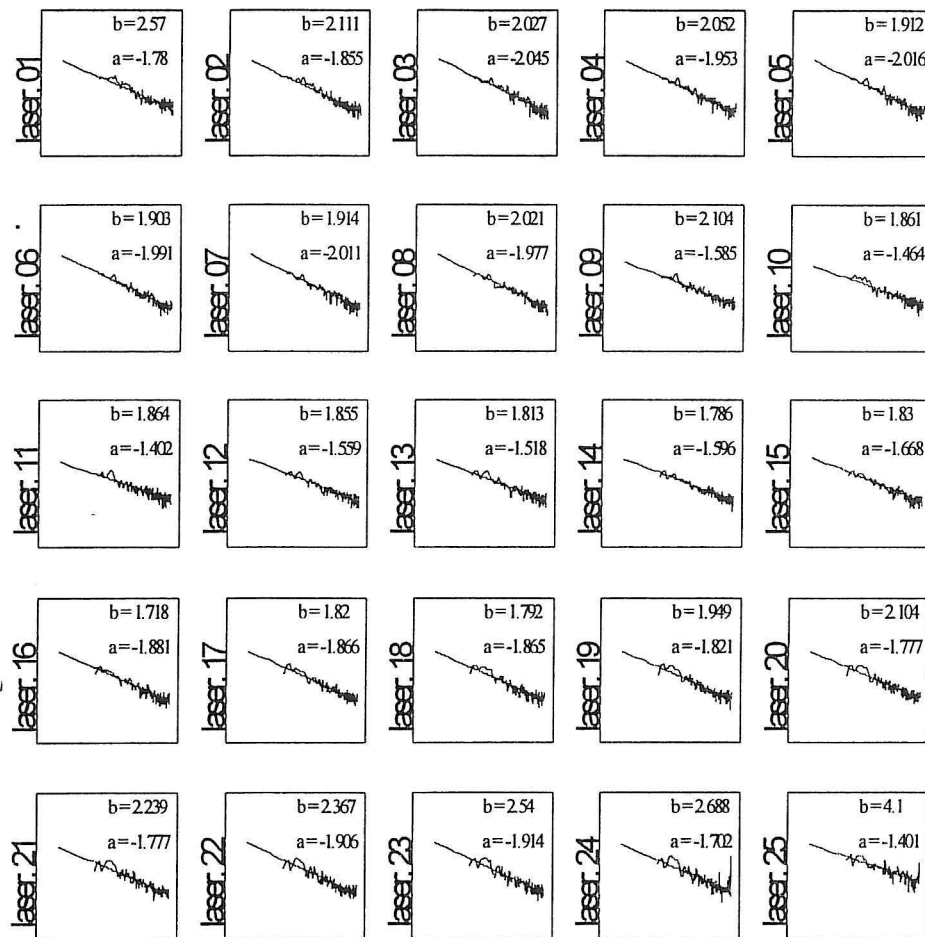 laser. 01
b=2.57
a=-1.78
laser. 02
b=2.111
a=-1.855
laser. 03
b=2.027
a=-2.045
laser. 04
b=2.052
a=-1.953
laser. 05
b=1.912
a=-2.016
laser. 06
b=1.903
a=-1.991
laser. 07
b=1.914
a=-2.011
laser. 08
b=2.021
a=-1.977
laser. 09
b=2.104
a=-1.585
laser. 10
b=1.861
a=-1.464
laser. 11
b=1.864
a=-1.402
laser. 12
b=1.855
a=-1.559
laser. 13
b=1.813
a=-1.518
laser. 14
b=1.786
a=-1.596
laser. 15
b=1.83
a=-1.668
laser. 16
b=1.718
a=-1.881
laser. 17
b=1.82
a=-1.866
laser. 18
b=1.792
a=-1.865
laser. 19
b=1.949
a=-1.821
laser. 20
b=2.104
a=-1.777
laser. 21
b=2.239
a=-1.777
laser. 22
b=2.367
a=-1.906
laser. 23
b=2.54
a=-1.914
laser. 24
b=2.688
a=-1.702
laser. 25
b=4.1
a=-1.401